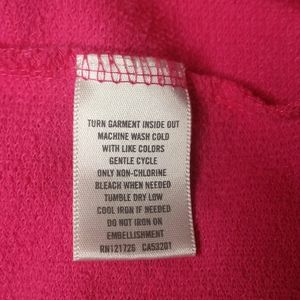 TURN GARMENT INSIDE OUT
MACHINE WASH COLD
WITH LIKE COLORS
GENTLE CYCLE
ONLY NON-CHLORINE
BLEACH WHEN NEEDED
TUMBLE DRY LOW
COOL IRON IF NEEDED
DO NOT IRON ON
EMBELLISHMENT
RN121726 CA53201